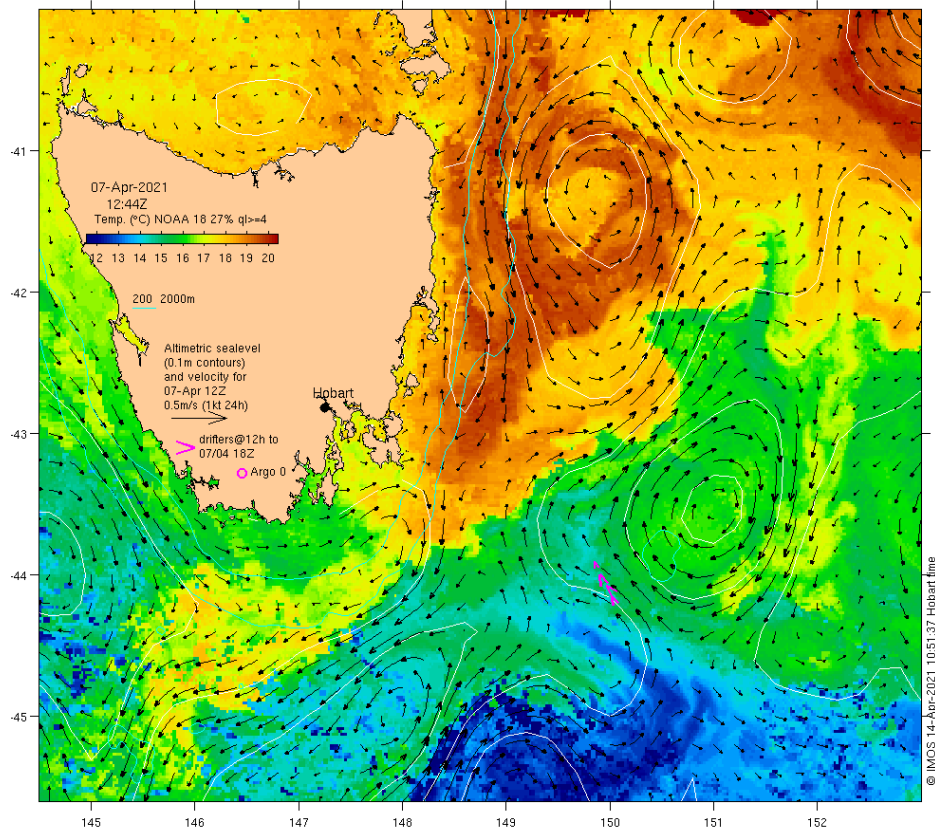 -41
-42
-43
-44
-45
07-Apr-2021
12:44Z
Temp. (°C) NOAA 18 27% ql>=4
12 13 14 15 16 17 18 19 20
200 2000m
Altimetric sealevel
(0.1m contours)
and velocity for
07-Apr 12Z
0.5m/s (1kt 24h)
Hobart
drifters@12h to
07/04 18Z
Argo 0
145 146 147 148 149 150 151 152
© IMOS 14-Apr-2021 10:51:37 Hobart time